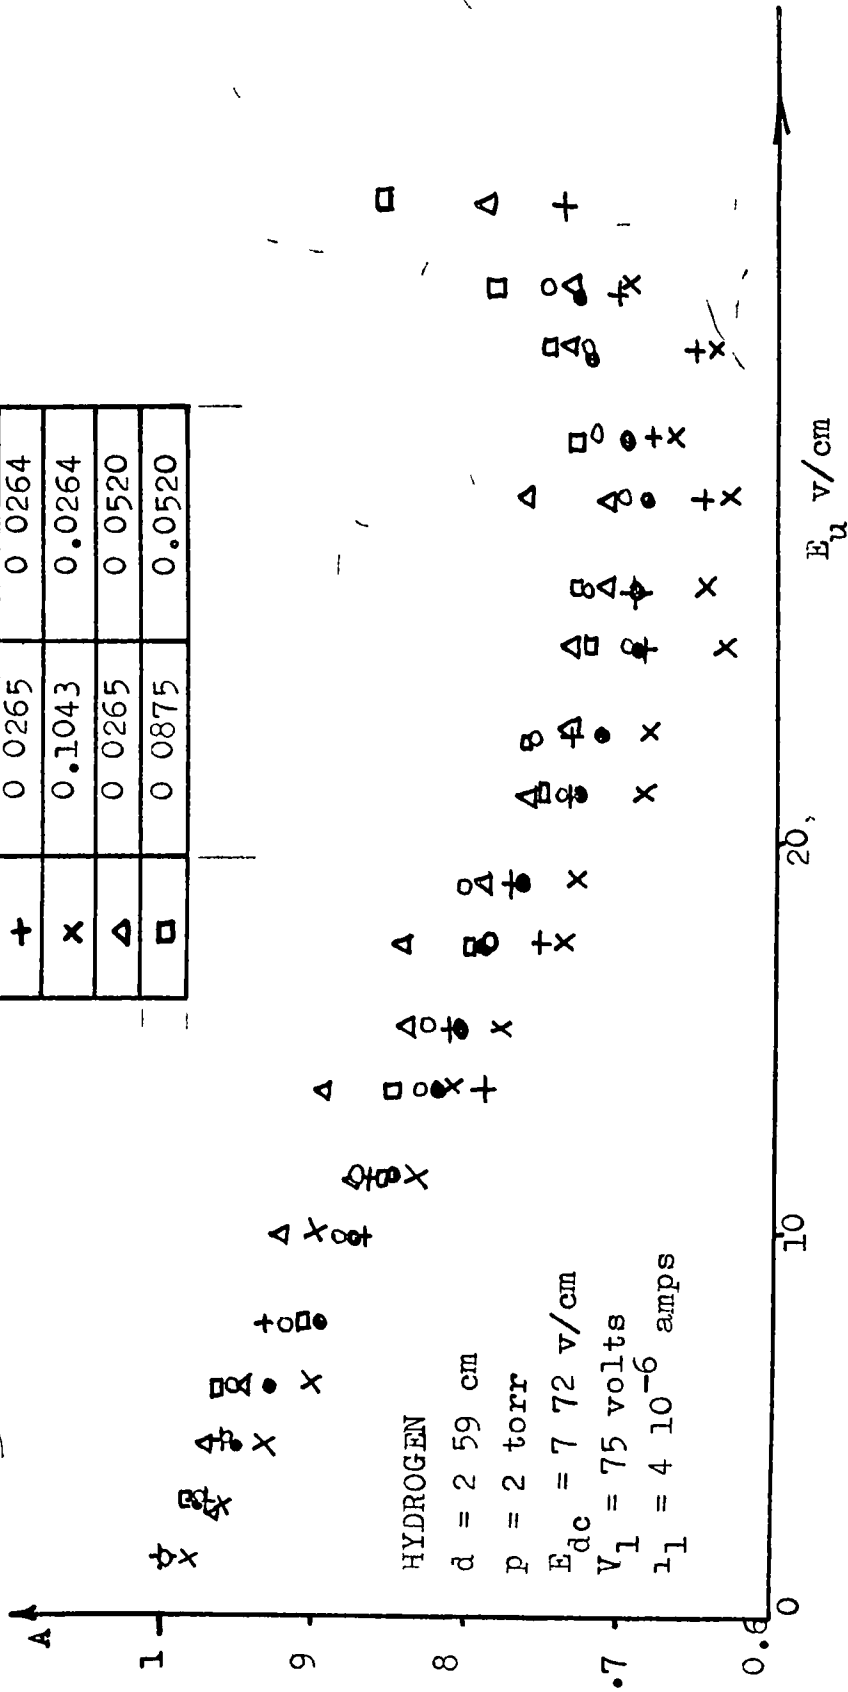 + 0 0265 0 0264
× 0.1043 0.0264
△ 0 0265 0 0520
□ 0 0875 0.0520
A
1
9
8
.7
0.6
HYDROGEN
d = 2 59 cm
p = 2 torr
E_dc = 7 72 v/cm
V_1 = 75 volts
ı_1 = 4 10⁻⁶ amps
0
10
20,
E_u v/cm